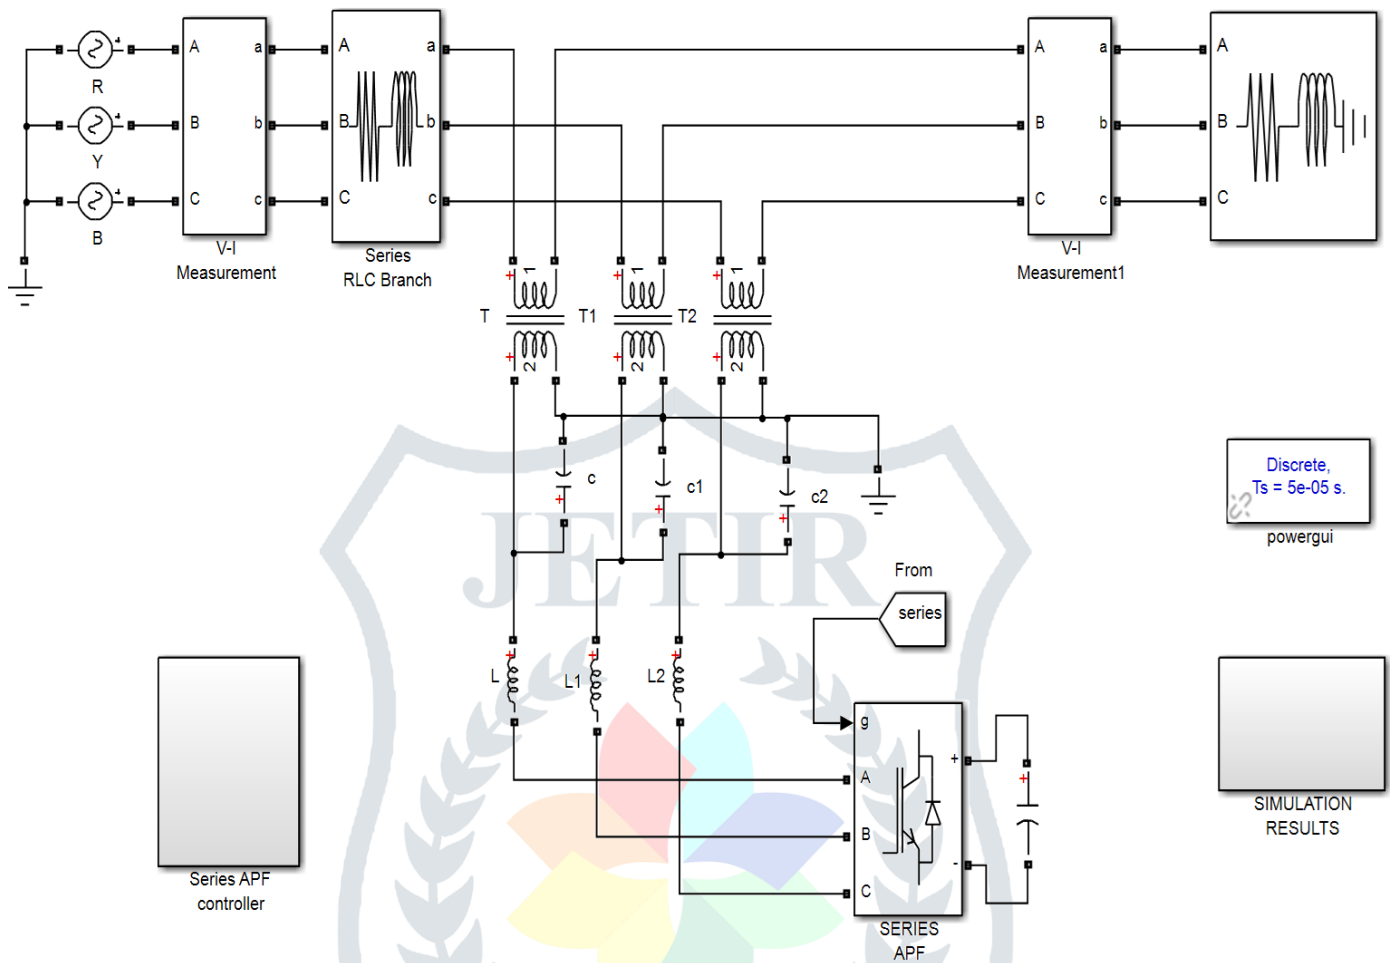 A a A a A a A
R
B b B b B b B
Y
C c C c C c C
B
V-I
Measurement
Series
RLC Branch
V-I
Measurement1
1 1 1
T T1 T2
2 2 2
c c1 c2
Discrete,
Ts = 5e-05 s.
powergui
JETIR
From
series
L L1 L2
g
A
B
C
+
-
SERIES
APF
Series APF
controller
SIMULATION
RESULTS